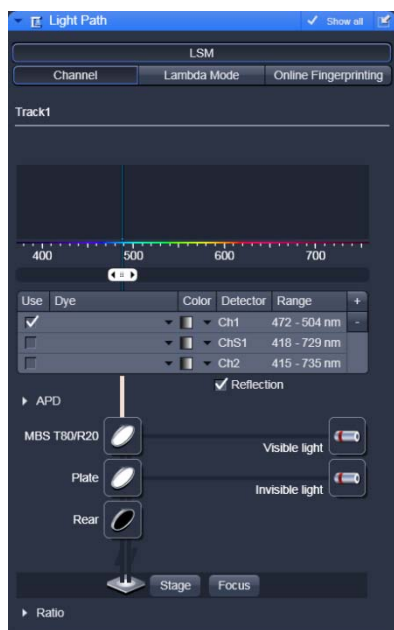 Light Path Show all
LSM
Channel Lambda Mode Online Fingerprinting
Track1
400 500 600 700
Use Dye Color Detector Range +
Ch1 472 - 504 nm -
ChS1 418 - 729 nm
Ch2 415 - 735 nm
Reflection
APD
MBS T80/R20 Visible light
Plate Invisible light
Rear
Stage Focus
Ratio